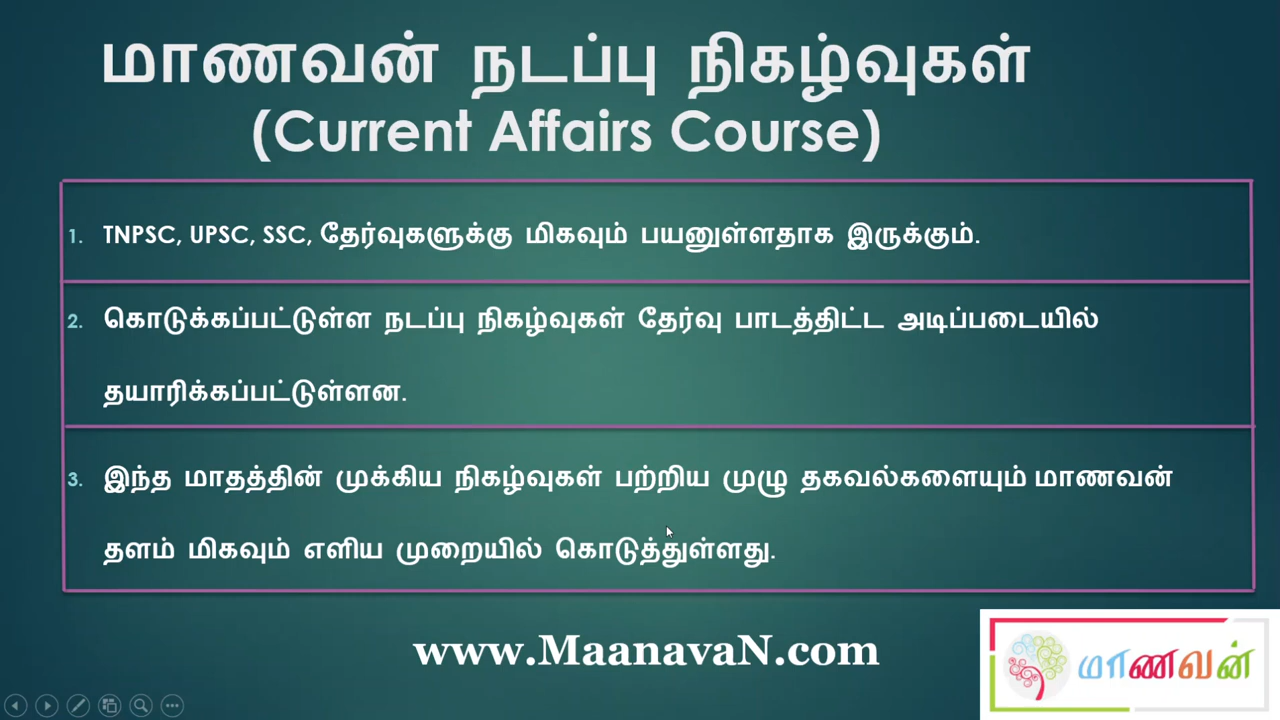 மாணவன் நடப்பு நிகழ்வுகள்
(Current Affairs Course)
1. TNPSC, UPSC, SSC, தேர்வுகளுக்கு மிகவும் பயனுள்ளதாக இருக்கும்.
2. கொடுக்கப்பட்டுள்ள நடப்பு நிகழ்வுகள் தேர்வு பாடத்திட்ட அடிப்படையில்
தயாரிக்கப்பட்டுள்ளன.
3. இந்த மாதத்தின் முக்கிய நிகழ்வுகள் பற்றிய முழு தகவல்களையும் மாணவன்
தளம் மிகவும் எளிய முறையில் கொடுத்துள்ளது.
www.MaanavaN.com
மாணவன்